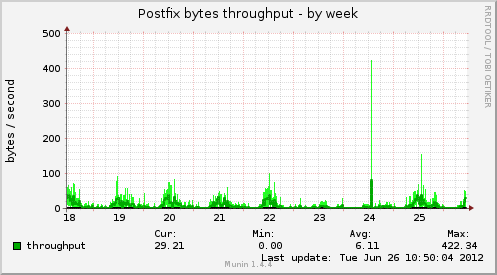 Postfix bytes throughput - by week
RRDTOOL / TOBI OETIKER
bytes / second
500
400
300
200
100
0
18 19 20 21 22 23 24 25
Cur: Min: Avg: Max:
throughput 29.21 0.00 6.11 422.34
Last update: Tue Jun 26 10:50:04 2012
Munin 1.4.4